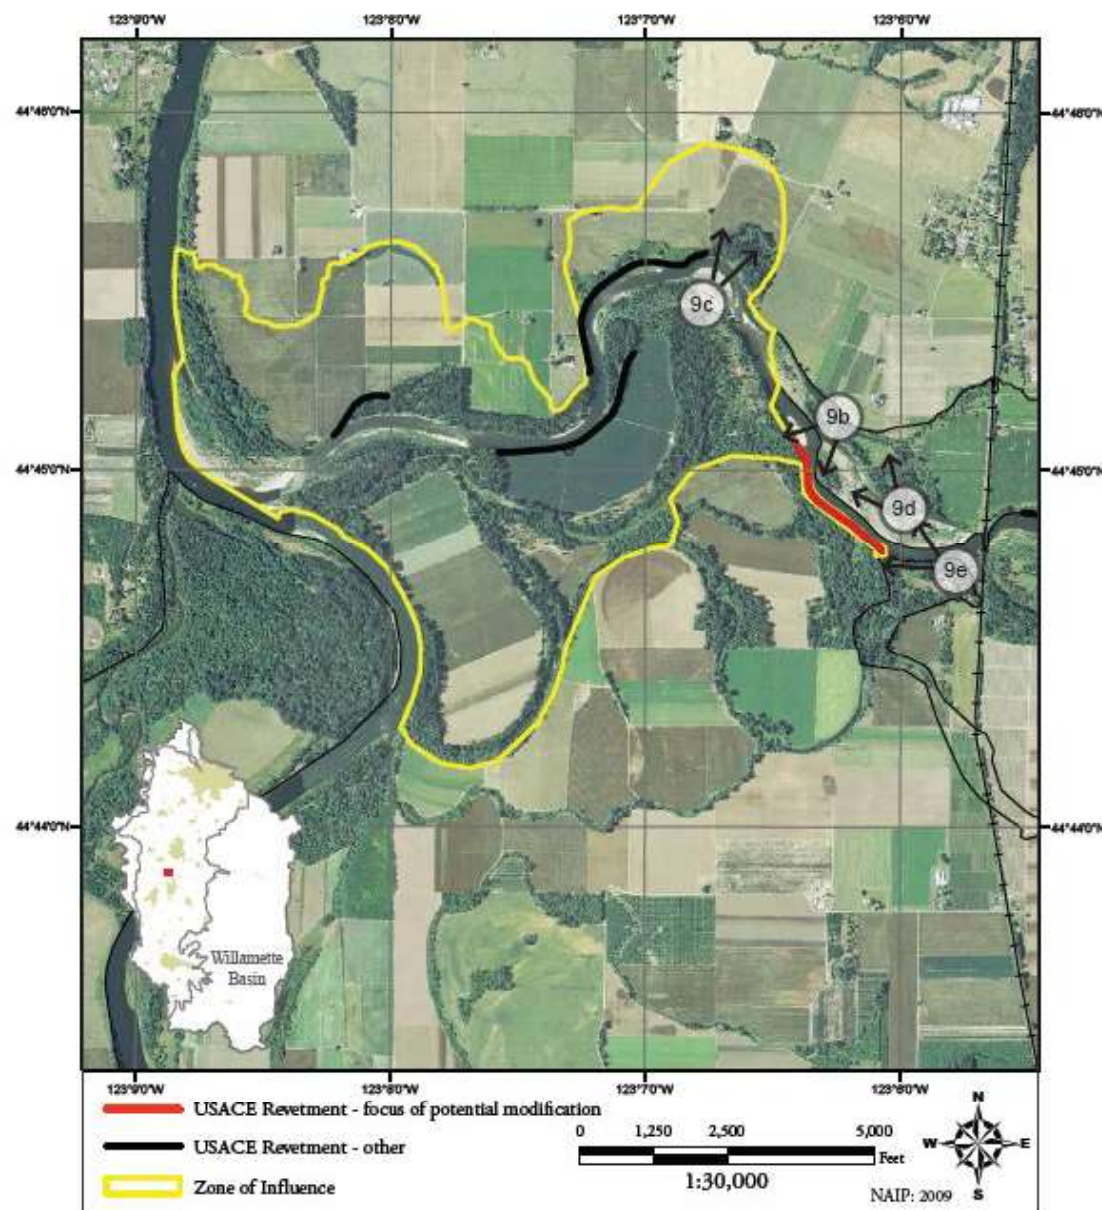 123°9'0"W 123°8'0"W 123°7'0"W 123°6'0"W
44°46'0"N 44°46'0"N
9c
9b
44°45'0"N 44°45'0"N
9d
9e
44°44'0"N 44°44'0"N
Willamette
Basin
123°9'0"W 123°8'0"W 123°7'0"W 123°6'0"W
USACE Revetment - focus of potential modification
USACE Revetment - other
Zone of Influence
0 1,250 2,500 5,000
Feet
1:30,000
N
W E
S
NAIP: 2009